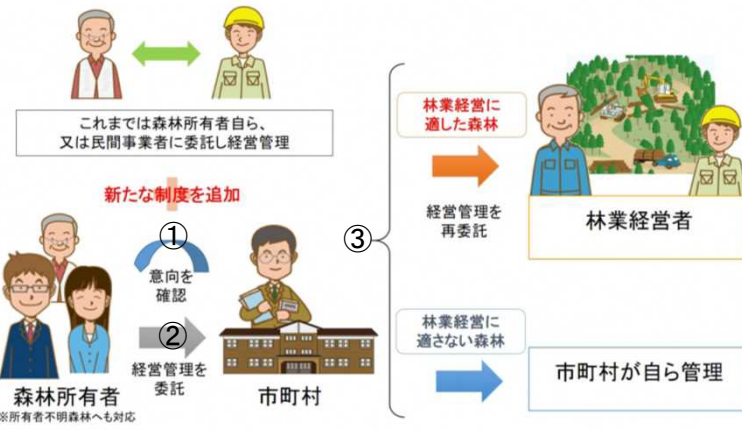 これまでは森林所有者自ら、
又は民間事業者に委託し経営管理
新たな制度を追加
①
意向を
確認
②
経営管理を
委託
森林所有者
※所有者不明森林へも対応
市町村
③
林業経営に
適した森林
経営管理を
再委託
林業経営者
林業経営に
適さない森林
市町村が自ら管理